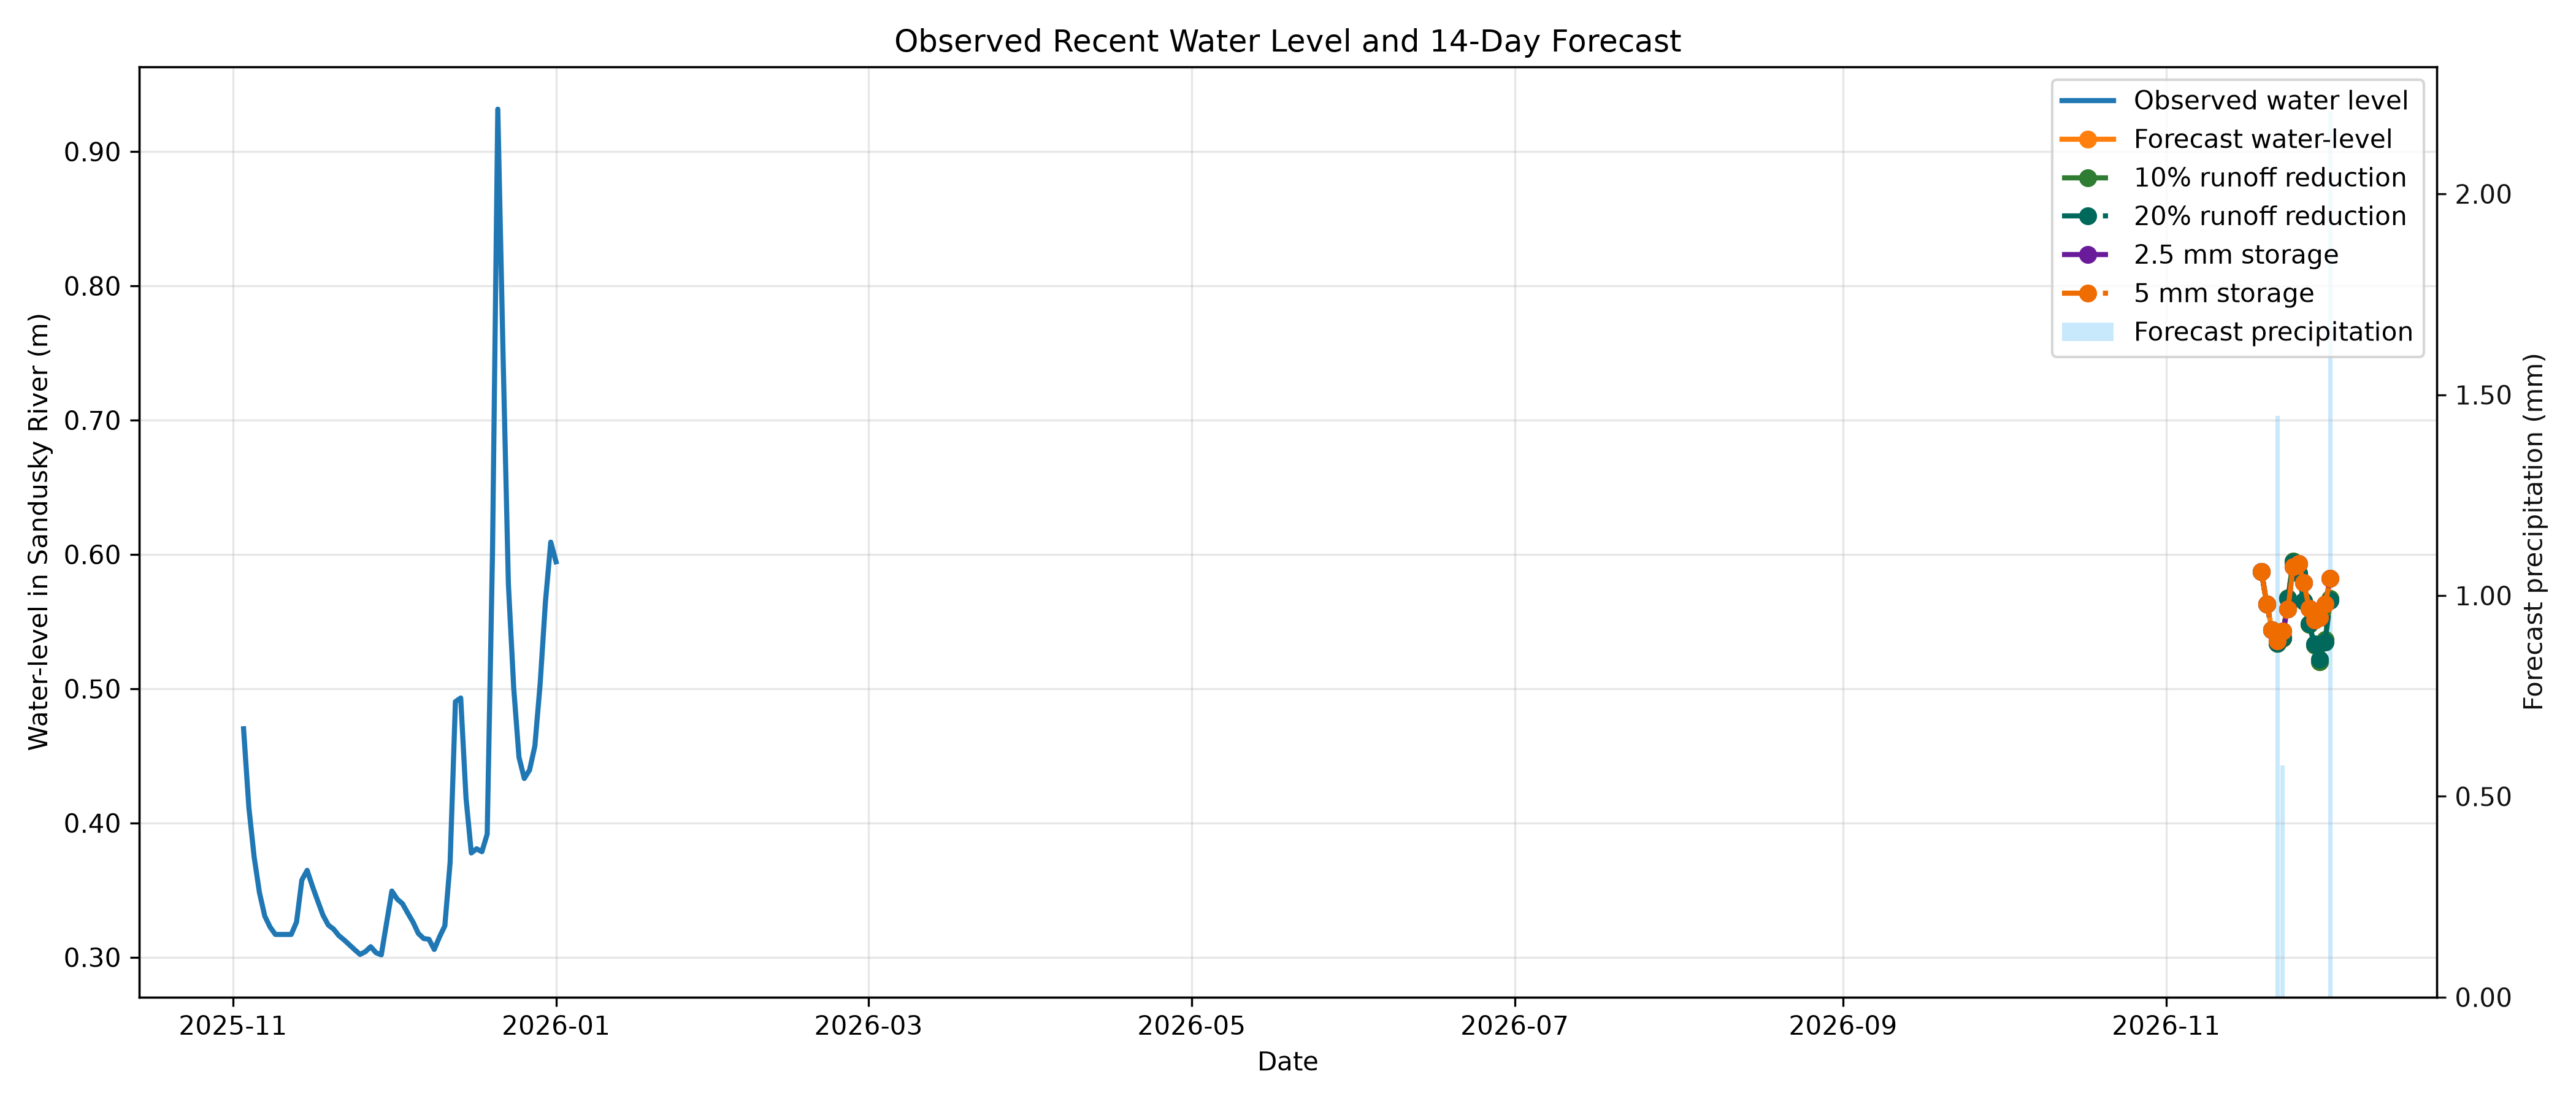 Observed Recent Water Level and 14-Day Forecast
Water-level in Sandusky River (m)
0.90
0.80
0.70
0.60
0.50
0.40
0.30
Observed water level
Forecast water-level
10% runoff reduction
20% runoff reduction
2.5 mm storage
5 mm storage
Forecast precipitation
2.00
1.50
1.00
0.50
0.00
Forecast precipitation (mm)
2025-11
2026-01
2026-03
2026-05
2026-07
2026-09
2026-11
Date